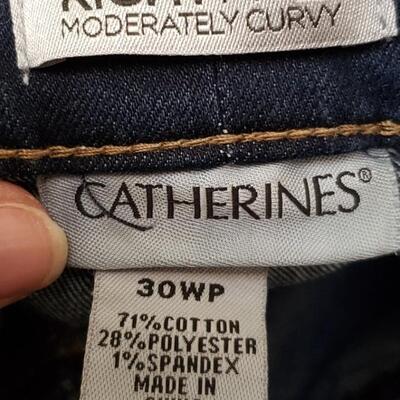 MODERATELY CURVY
CATHERINES®
30WP
71%COTTON
28%POLYESTER
1%SPANDEX
MADE IN